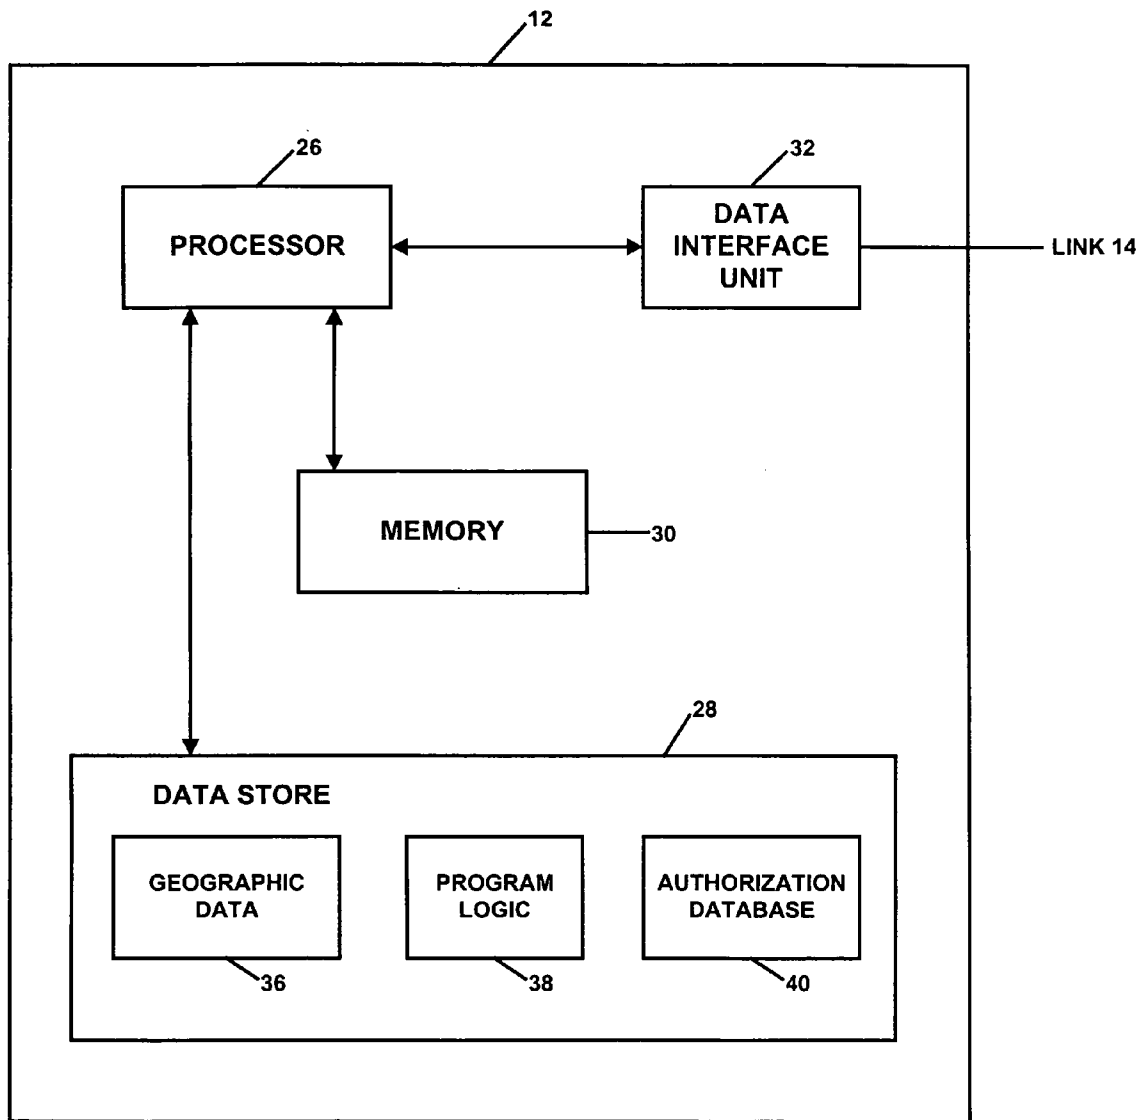 12
26
32
PROCESSOR
DATA
INTERFACE
UNIT
LINK 14
MEMORY
30
28
DATA STORE
GEOGRAPHIC
DATA
PROGRAM
LOGIC
AUTHORIZATION
DATABASE
36
38
40